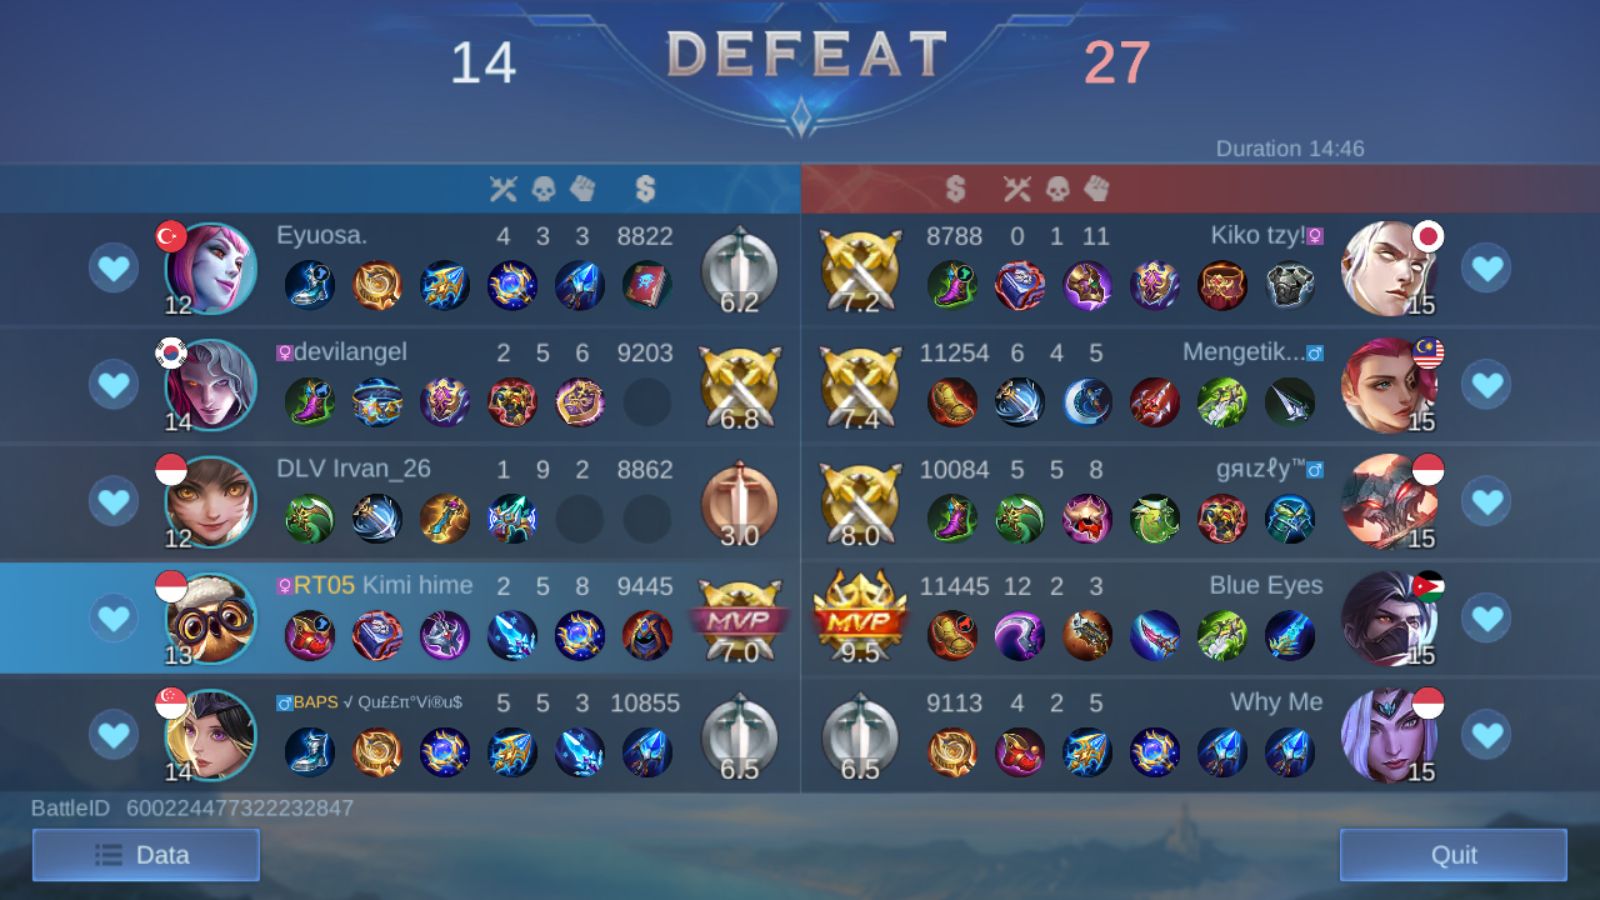 14 DEFEAT 27
Duration 14:46
Eyuosa. 4 3 3 8822
12 6.2
7.2 8788 0 1 11 Kiko tzy!♀
15
♀devilangel 2 5 6 9203
14 6.8
7.4 11254 6 4 5 Mengetik...♂
15
DLV Irvan_26 1 9 2 8862
12 3.0
8.0 10084 5 5 8 gяιzℓy™♂
15
♀RT05 Kimi hime 2 5 8 9445
13 MVP 7.0
MVP 9.5 11445 12 2 3 Blue Eyes
15
♂BAPS √ Qu££π°Vi®u$ 5 5 3 10855
14 6.5
6.5 9113 4 2 5 Why Me
15
BattleID 600224477322232847
Data
Quit